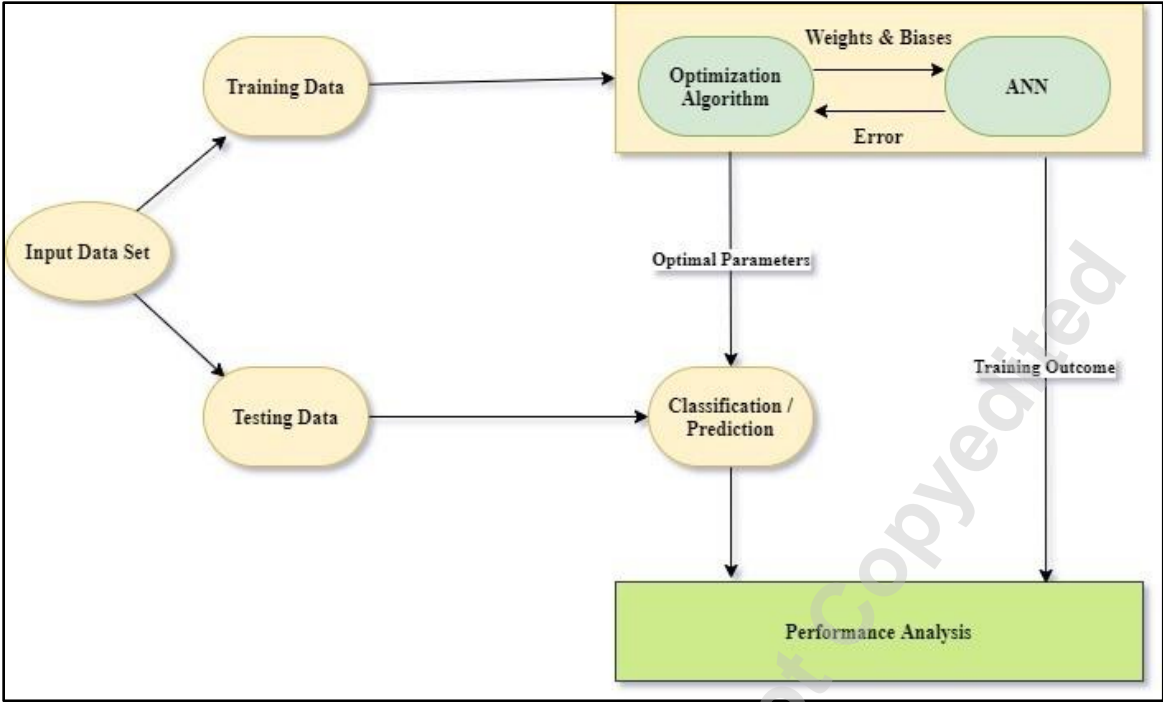 Weights & Biases
Training Data
Optimization
Algorithm
ANN
Error
Input Data Set
Optimal Parameters
Training Outcome
Testing Data
Classification /
Prediction
Performance Analysis
Copyedited